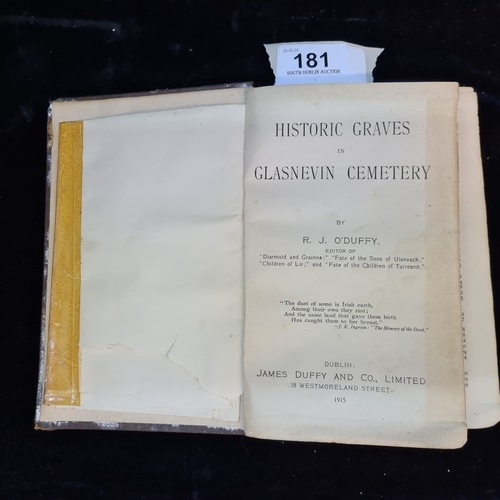 181
SOUTH DUBLIN AUCTION
HISTORIC GRAVES
IN
GLASNEVIN CEMETERY
BY
R. J. O'DUFFY,
EDITOR OF
"Diarmuid and Grainne;" "Fate of the Sons of Uisneach;"
"Children of Lir;" and "Fate of the Children of Tuireann."
"The dust of some is Irish earth,
Among their own they rest;
And the same land that gave them birth
Has caught them to her breast."
—J. K. Ingram: "The Memory of the Dead."
DUBLIN:
JAMES DUFFY AND CO., LIMITED
38 WESTMORELAND STREET
1915